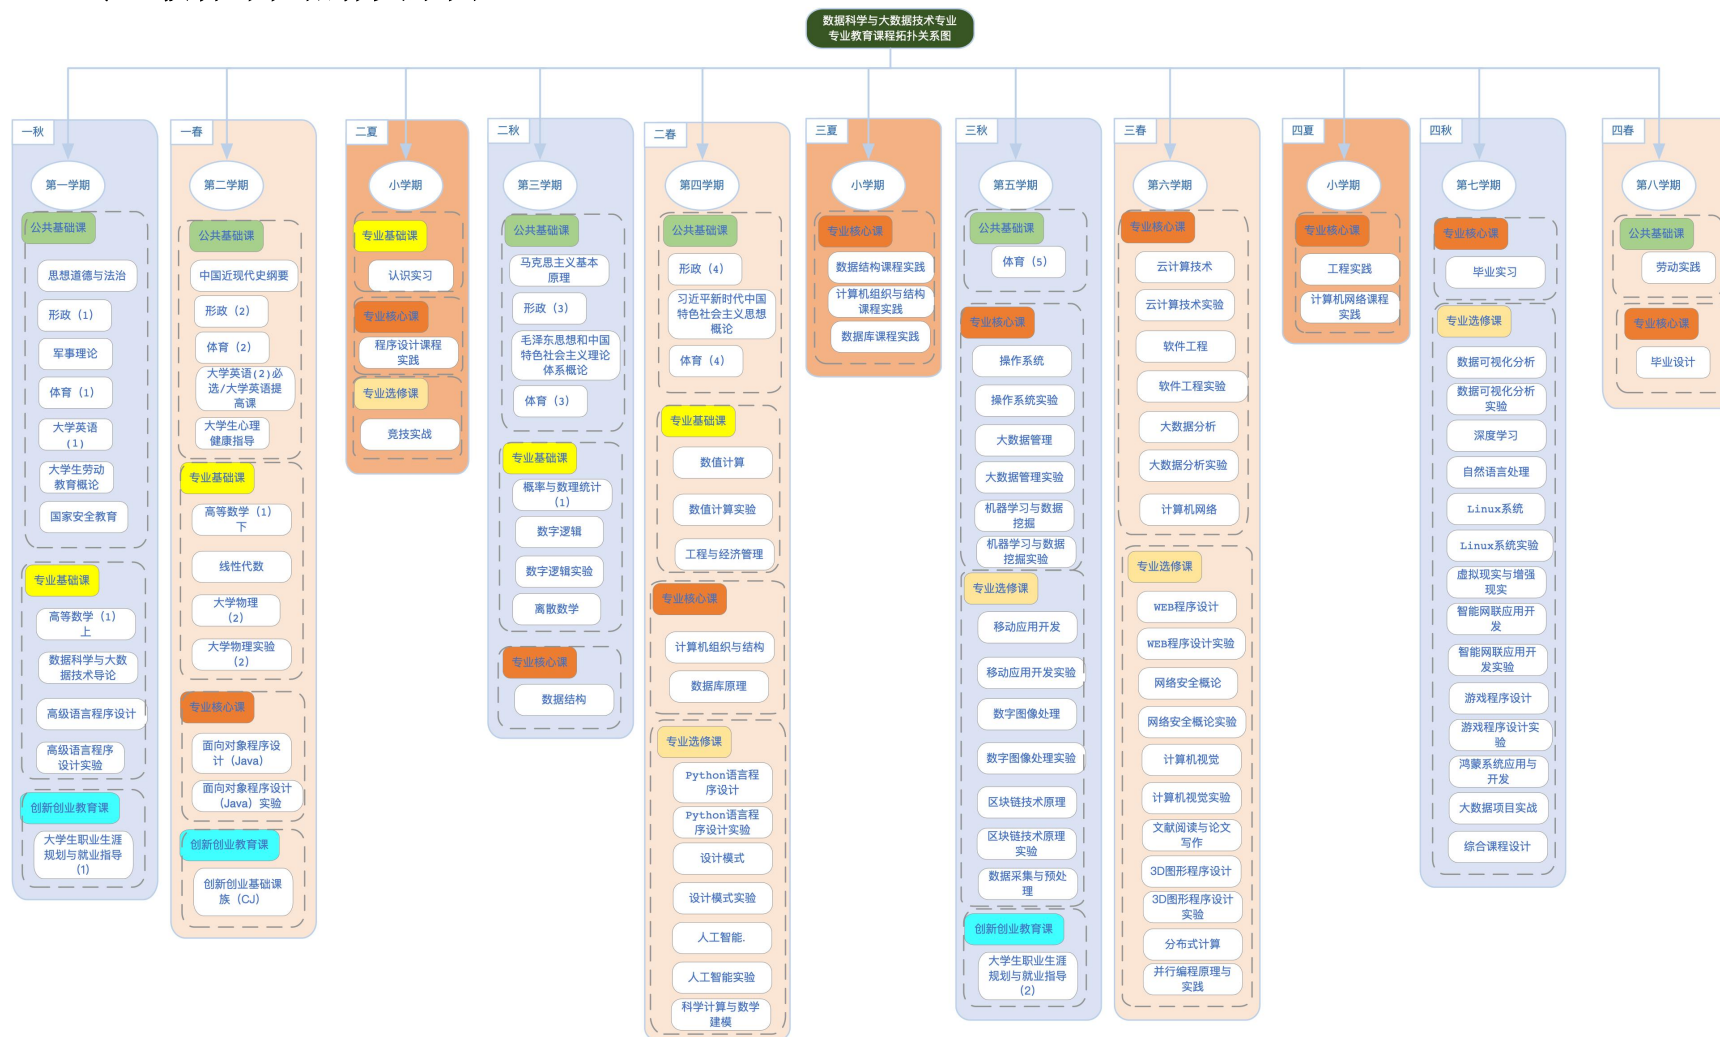 数据科学与大数据技术专业
专业教育课程拓扑关系图
一秋
第一学期
公共基础课
思想道德与法治
形政（1）
军事理论
体育（1）
大学英语
（1）
大学生劳动
教育概论
国家安全教育
专业基础课
高等数学（1）
上
数据科学与大数
据技术导论
高级语言程序设计
高级语言程序
设计实验
创新创业教育课
大学生职业生涯
规划与就业指导
（1）
一春
第二学期
公共基础课
中国近现代史纲要
形政（2）
体育（2）
大学英语(2)必
选/大学英语提
高课
大学生心理
健康指导
专业基础课
高等数学（1）
下
线性代数
大学物理
（2）
大学物理实验
（2）
专业核心课
面向对象程序设
计（Java）
面向对象程序设计
（Java）实验
创新创业教育课
创新创业基础课
族（CJ）
二夏
小学期
专业基础课
认识实习
专业核心课
程序设计课程
实践
专业选修课
竞技实战
二秋
第三学期
公共基础课
马克思主义基本
原理
形政（3）
毛泽东思想和中国
特色社会主义理论
体系概论
体育（3）
专业基础课
概率与数理统计
（1）
数字逻辑
数字逻辑实验
离散数学
专业核心课
数据结构
二春
第四学期
公共基础课
形政（4）
习近平新时代中国
特色社会主义思想
概论
体育（4）
专业基础课
数值计算
数值计算实验
工程与经济管理
专业核心课
计算机组织与结构
数据库原理
专业选修课
Python语言程
序设计
Python语言程
序设计实验
设计模式
设计模式实验
人工智能.
人工智能实验
科学计算与数学
建模
三夏
小学期
专业核心课
数据结构课程实践
计算机组织与结构
课程实践
数据库课程实践
三秋
第五学期
公共基础课
体育（5）
专业核心课
操作系统
操作系统实验
大数据管理
大数据管理实验
机器学习与数据
挖掘
机器学习与数据
挖掘实验
专业选修课
移动应用开发
移动应用开发实验
数字图像处理
数字图像处理实验
区块链技术原理
区块链技术原理
实验
数据采集与预处
理
创新创业教育课
大学生职业生涯
规划与就业指导
（2）
三春
第六学期
专业核心课
云计算技术
云计算技术实验
软件工程
软件工程实验
大数据分析
大数据分析实验
计算机网络
专业选修课
WEB程序设计
WEB程序设计实验
网络安全概论
网络安全概论实验
计算机视觉
计算机视觉实验
文献阅读与论文
写作
3D图形程序设计
3D图形程序设计
实验
分布式计算
并行编程原理与
实践
四夏
小学期
专业核心课
工程实践
计算机网络课程
实践
四秋
第七学期
专业核心课
毕业实习
专业选修课
数据可视化分析
数据可视化分析
实验
深度学习
自然语言处理
Linux系统
Linux系统实验
虚拟现实与增强
现实
智能网联应用开
发
智能网联应用开
发实验
游戏程序设计
游戏程序设计实
验
鸿蒙系统应用与
开发
大数据项目实战
综合课程设计
四春
第八学期
公共基础课
劳动实践
专业核心课
毕业设计